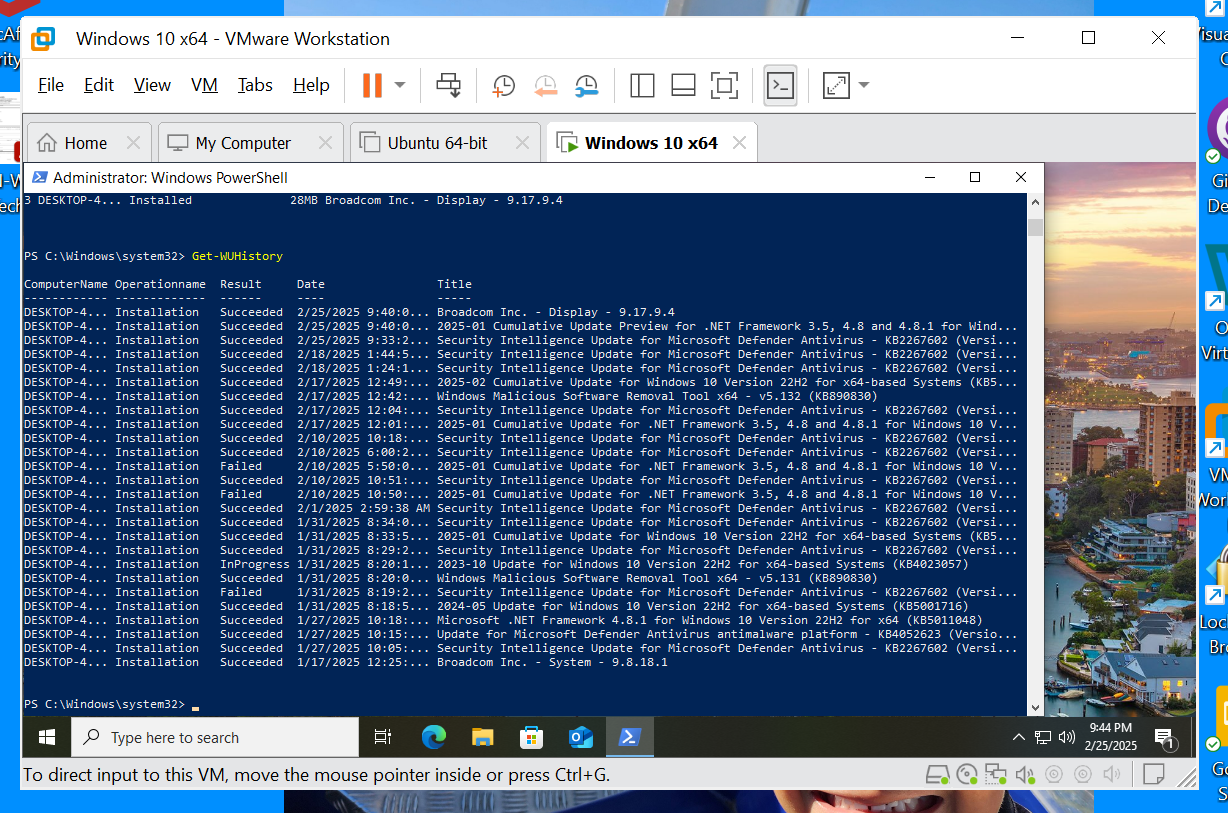 Windows 10 x64 - VMware Workstation
File Edit View VM Tabs Help
Home My Computer Ubuntu 64-bit Windows 10 x64
Administrator: Windows PowerShell
3 DESKTOP-4... Installed 28MB Broadcom Inc. - Display - 9.17.9.4
PS C:\Windows\system32> Get-WUHistory
ComputerName Operationname Result Date Title
------------ ------------- ------ ---- -----
DESKTOP-4... Installation Succeeded 2/25/2025 9:40:0... Broadcom Inc. - Display - 9.17.9.4
DESKTOP-4... Installation Succeeded 2/25/2025 9:40:0... 2025-01 Cumulative Update Preview for .NET Framework 3.5, 4.8 and 4.8.1 for Wind...
DESKTOP-4... Installation Succeeded 2/25/2025 9:33:2... Security Intelligence Update for Microsoft Defender Antivirus - KB2267602 (Versi...
DESKTOP-4... Installation Succeeded 2/18/2025 1:44:5... Security Intelligence Update for Microsoft Defender Antivirus - KB2267602 (Versi...
DESKTOP-4... Installation Succeeded 2/18/2025 1:24:1... Security Intelligence Update for Microsoft Defender Antivirus - KB2267602 (Versi...
DESKTOP-4... Installation Succeeded 2/17/2025 12:49:... 2025-02 Cumulative Update for Windows 10 Version 22H2 for x64-based Systems (KB5...
DESKTOP-4... Installation Succeeded 2/17/2025 12:42:... Windows Malicious Software Removal Tool x64 - v5.132 (KB890830)
DESKTOP-4... Installation Succeeded 2/17/2025 12:04:... Security Intelligence Update for Microsoft Defender Antivirus - KB2267602 (Versi...
DESKTOP-4... Installation Succeeded 2/17/2025 12:01:... 2025-01 Cumulative Update for .NET Framework 3.5, 4.8 and 4.8.1 for Windows 10 V...
DESKTOP-4... Installation Succeeded 2/10/2025 10:18:... Security Intelligence Update for Microsoft Defender Antivirus - KB2267602 (Versi...
DESKTOP-4... Installation Succeeded 2/10/2025 6:00:2... Security Intelligence Update for Microsoft Defender Antivirus - KB2267602 (Versi...
DESKTOP-4... Installation Failed 2/10/2025 5:50:0... 2025-01 Cumulative Update for .NET Framework 3.5, 4.8 and 4.8.1 for Windows 10 V...
DESKTOP-4... Installation Succeeded 2/10/2025 10:51:... Security Intelligence Update for Microsoft Defender Antivirus - KB2267602 (Versi...
DESKTOP-4... Installation Failed 2/10/2025 10:50:... 2025-01 Cumulative Update for .NET Framework 3.5, 4.8 and 4.8.1 for Windows 10 V...
DESKTOP-4... Installation Succeeded 2/1/2025 2:59:38 AM Security Intelligence Update for Microsoft Defender Antivirus - KB2267602 (Versi...
DESKTOP-4... Installation Succeeded 1/31/2025 8:34:0... Security Intelligence Update for Microsoft Defender Antivirus - KB2267602 (Versi...
DESKTOP-4... Installation Succeeded 1/31/2025 8:33:5... 2025-01 Cumulative Update for Windows 10 Version 22H2 for x64-based Systems (KB5...
DESKTOP-4... Installation Succeeded 1/31/2025 8:29:2... Security Intelligence Update for Microsoft Defender Antivirus - KB2267602 (Versi...
DESKTOP-4... Installation InProgress 1/31/2025 8:20:1... 2023-10 Update for Windows 10 Version 22H2 for x64-based Systems (KB4023057)
DESKTOP-4... Installation Succeeded 1/31/2025 8:20:0... Windows Malicious Software Removal Tool x64 - v5.131 (KB890830)
DESKTOP-4... Installation Failed 1/31/2025 8:19:2... Security Intelligence Update for Microsoft Defender Antivirus - KB2267602 (Versi...
DESKTOP-4... Installation Succeeded 1/31/2025 8:18:5... 2024-05 Update for Windows 10 Version 22H2 for x64-based Systems (KB5001716)
DESKTOP-4... Installation Succeeded 1/27/2025 10:18:... Microsoft .NET Framework 4.8.1 for Windows 10 Version 22H2 for x64 (KB5011048)
DESKTOP-4... Installation Succeeded 1/27/2025 10:15:... Update for Microsoft Defender Antivirus antimalware platform - KB4052623 (Versio...
DESKTOP-4... Installation Succeeded 1/27/2025 10:05:... Security Intelligence Update for Microsoft Defender Antivirus - KB2267602 (Versi...
DESKTOP-4... Installation Succeeded 1/17/2025 12:25:... Broadcom Inc. - System - 9.8.18.1
PS C:\Windows\system32>
Type here to search
9:44 PM
2/25/2025
1
To direct input to this VM, move the mouse pointer inside or press Ctrl+G.